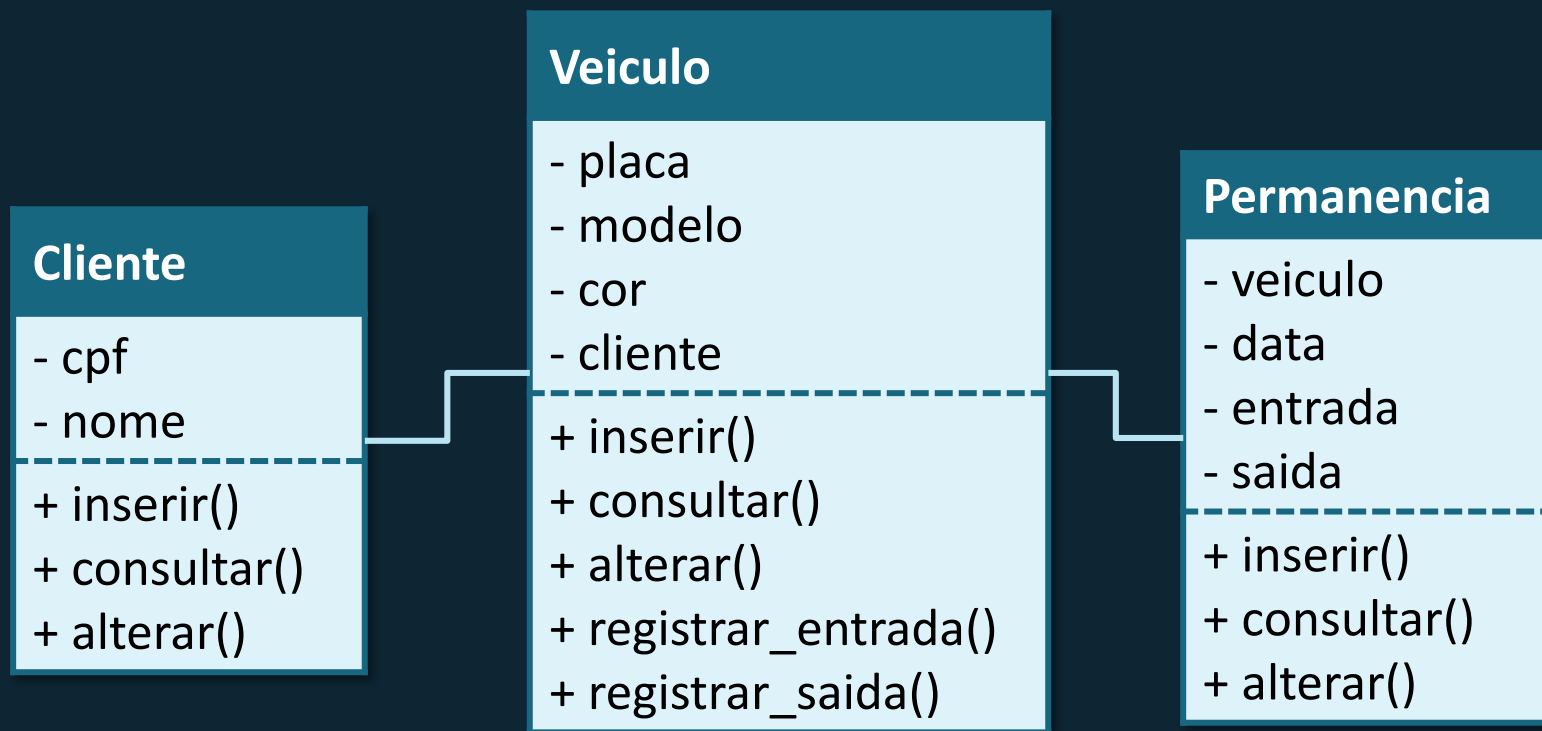 Cliente
- cpf
- nome
+ inserir()
+ consultar()
+ alterar()
Veiculo
- placa
- modelo
- cor
- cliente
+ inserir()
+ consultar()
+ alterar()
+ registrar_entrada()
+ registrar_saida()
Permanencia
- veiculo
- data
- entrada
- saida
+ inserir()
+ consultar()
+ alterar()